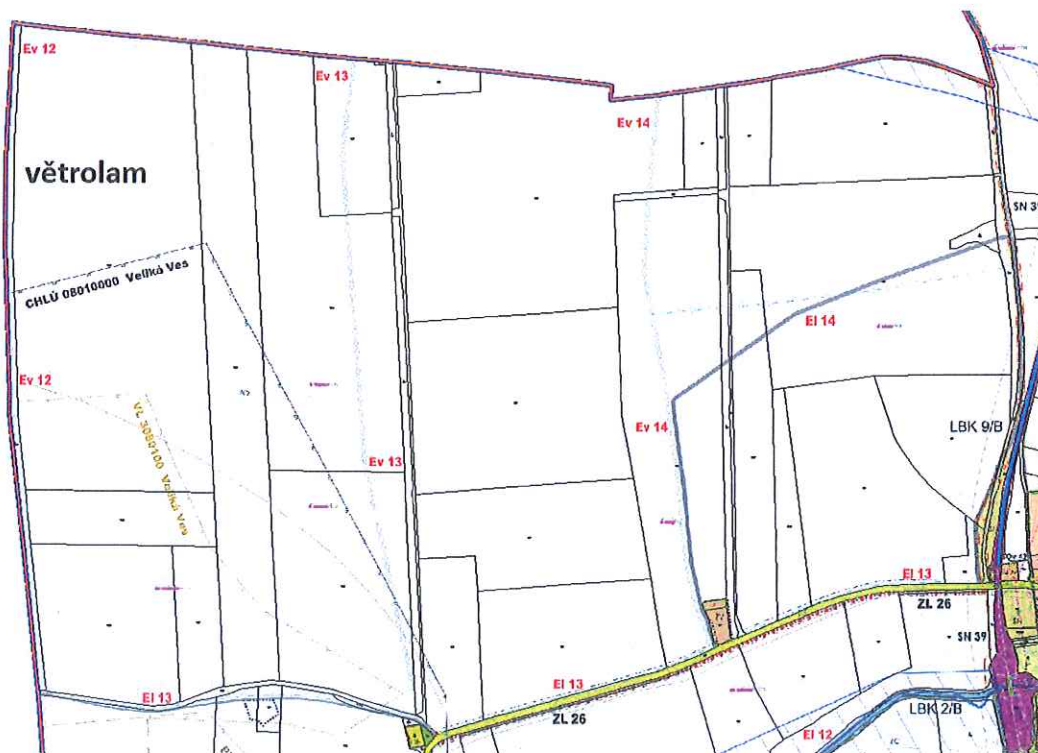 Ev 12
Ev 13
Ev 14
větrolam
SN 39
CHLÚ 08010000 Veliká Ves
El 14
Ev 12
VL 3080100 Veliká Ves
Ev 14
LBK 9/B
Ev 13
El 13
ZL 26
SN 39
El 13
El 13
ZL 26
LBK 2/B
El 12